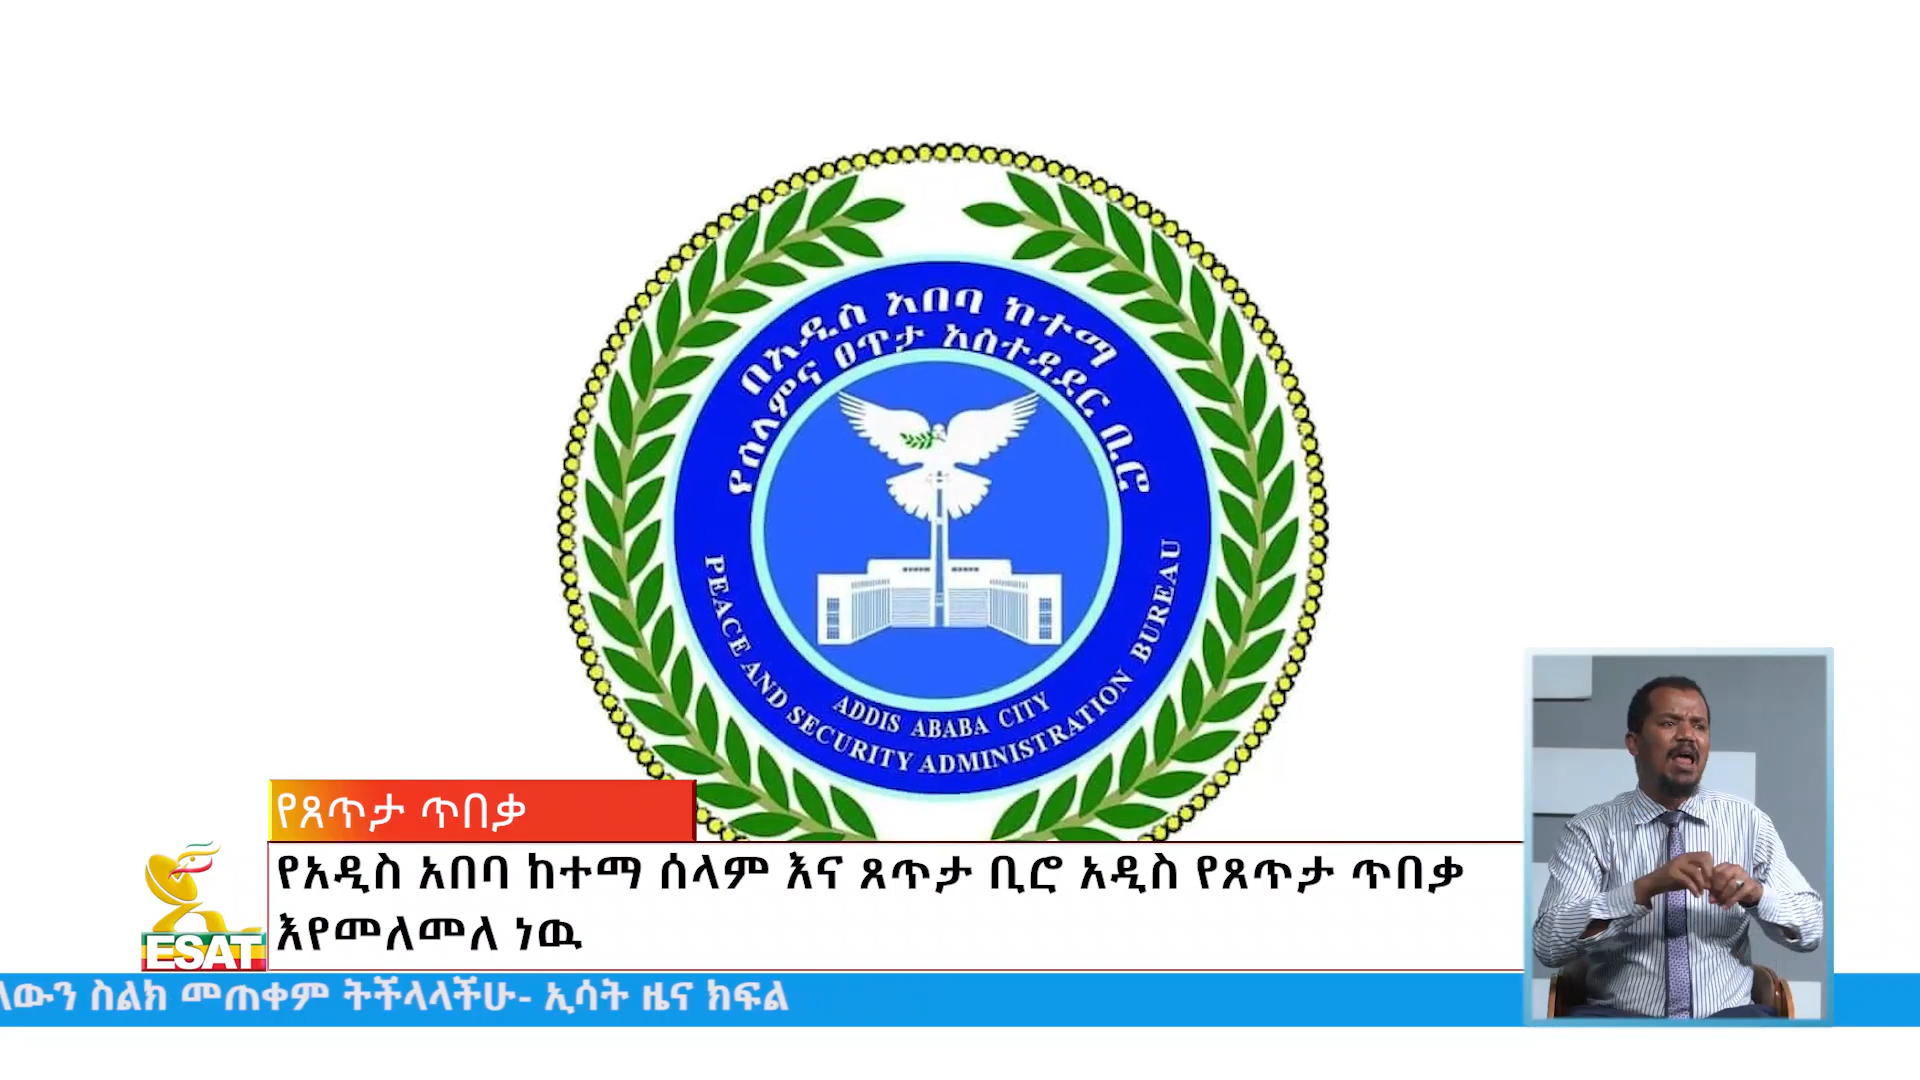 በአዲስ አበባ ከተማ
የሰላምና ፀጥታ አስተዳደር ቢሮ
ADDIS ABABA CITY
PEACE AND SECURITY ADMINISTRATION BUREAU
የጸጥታ ጥበቃ
የአዲስ አበባ ከተማ ሰላም እና ጸጥታ ቢሮ አዲስ የጸጥታ ጥበቃ
እየመለመለ ነዉ
ESAT
ስልክ መጠቀም ትችላላችሁ- ኢሳት ዜና ክፍል